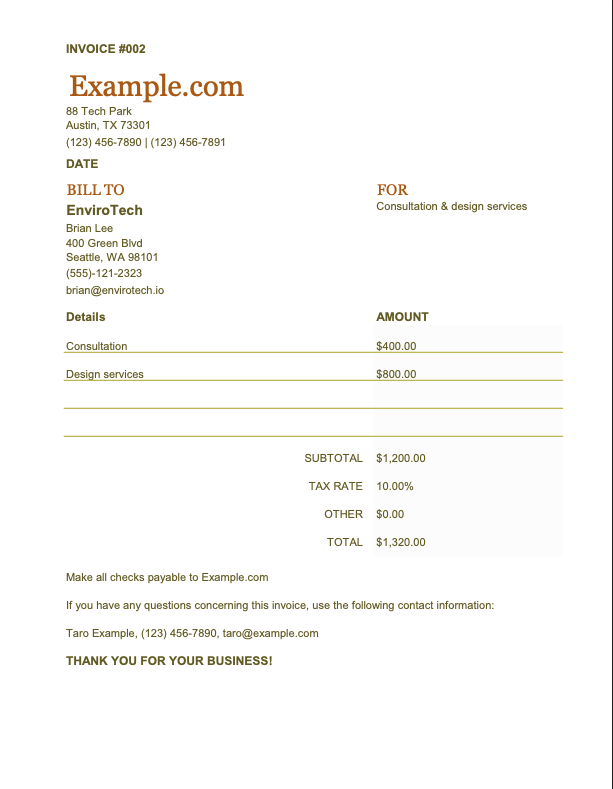 INVOICE #002
Example.com
88 Tech Park
Austin, TX 73301
(123) 456-7890 | (123) 456-7891
DATE
BILL TO
FOR
EnviroTech
Consultation & design services
Brian Lee
400 Green Blvd
Seattle, WA 98101
(555)-121-2323
brian@envirotech.io
Details AMOUNT
Consultation $400.00
Design services $800.00
SUBTOTAL $1,200.00
TAX RATE 10.00%
OTHER $0.00
TOTAL $1,320.00
Make all checks payable to Example.com
If you have any questions concerning this invoice, use the following contact information:
Taro Example, (123) 456-7890, taro@example.com
THANK YOU FOR YOUR BUSINESS!